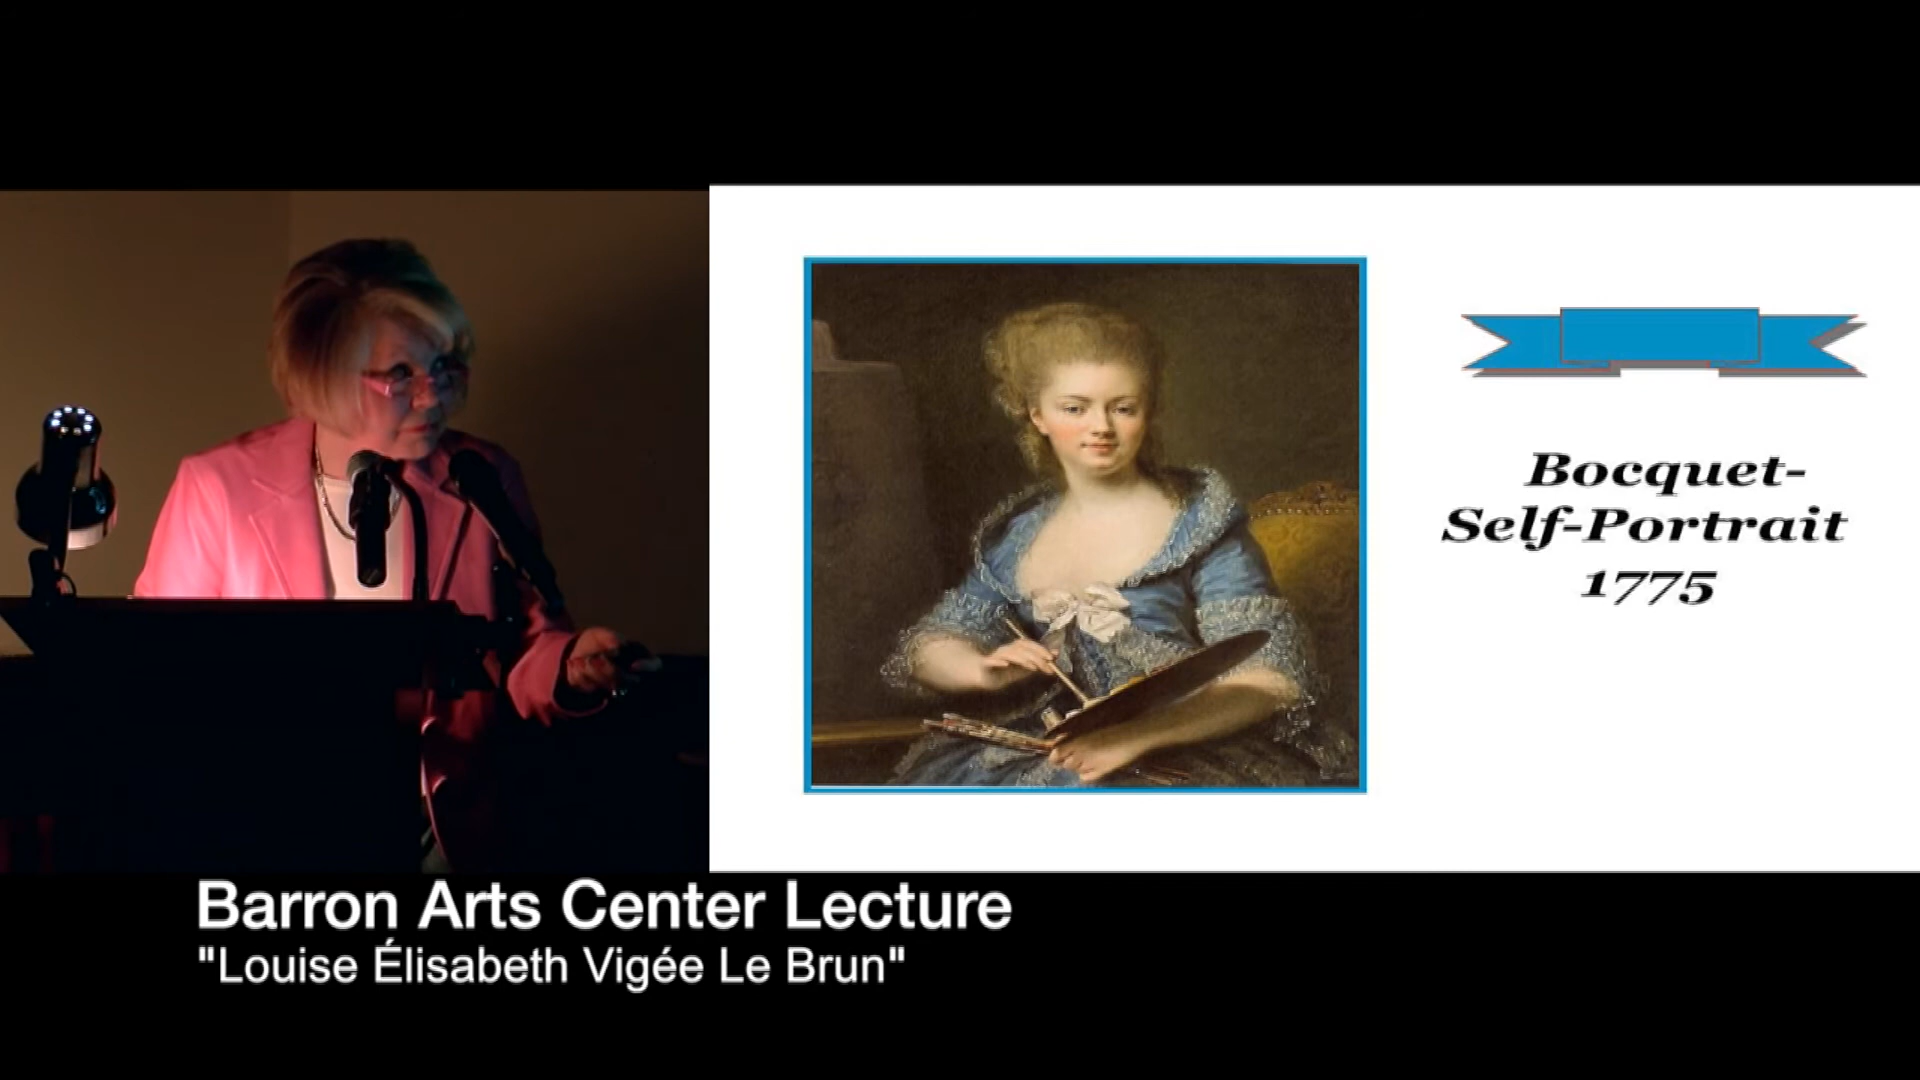 Bocquet-
Self-Portrait
1775
Barron Arts Center Lecture
"Louise Élisabeth Vigée Le Brun"